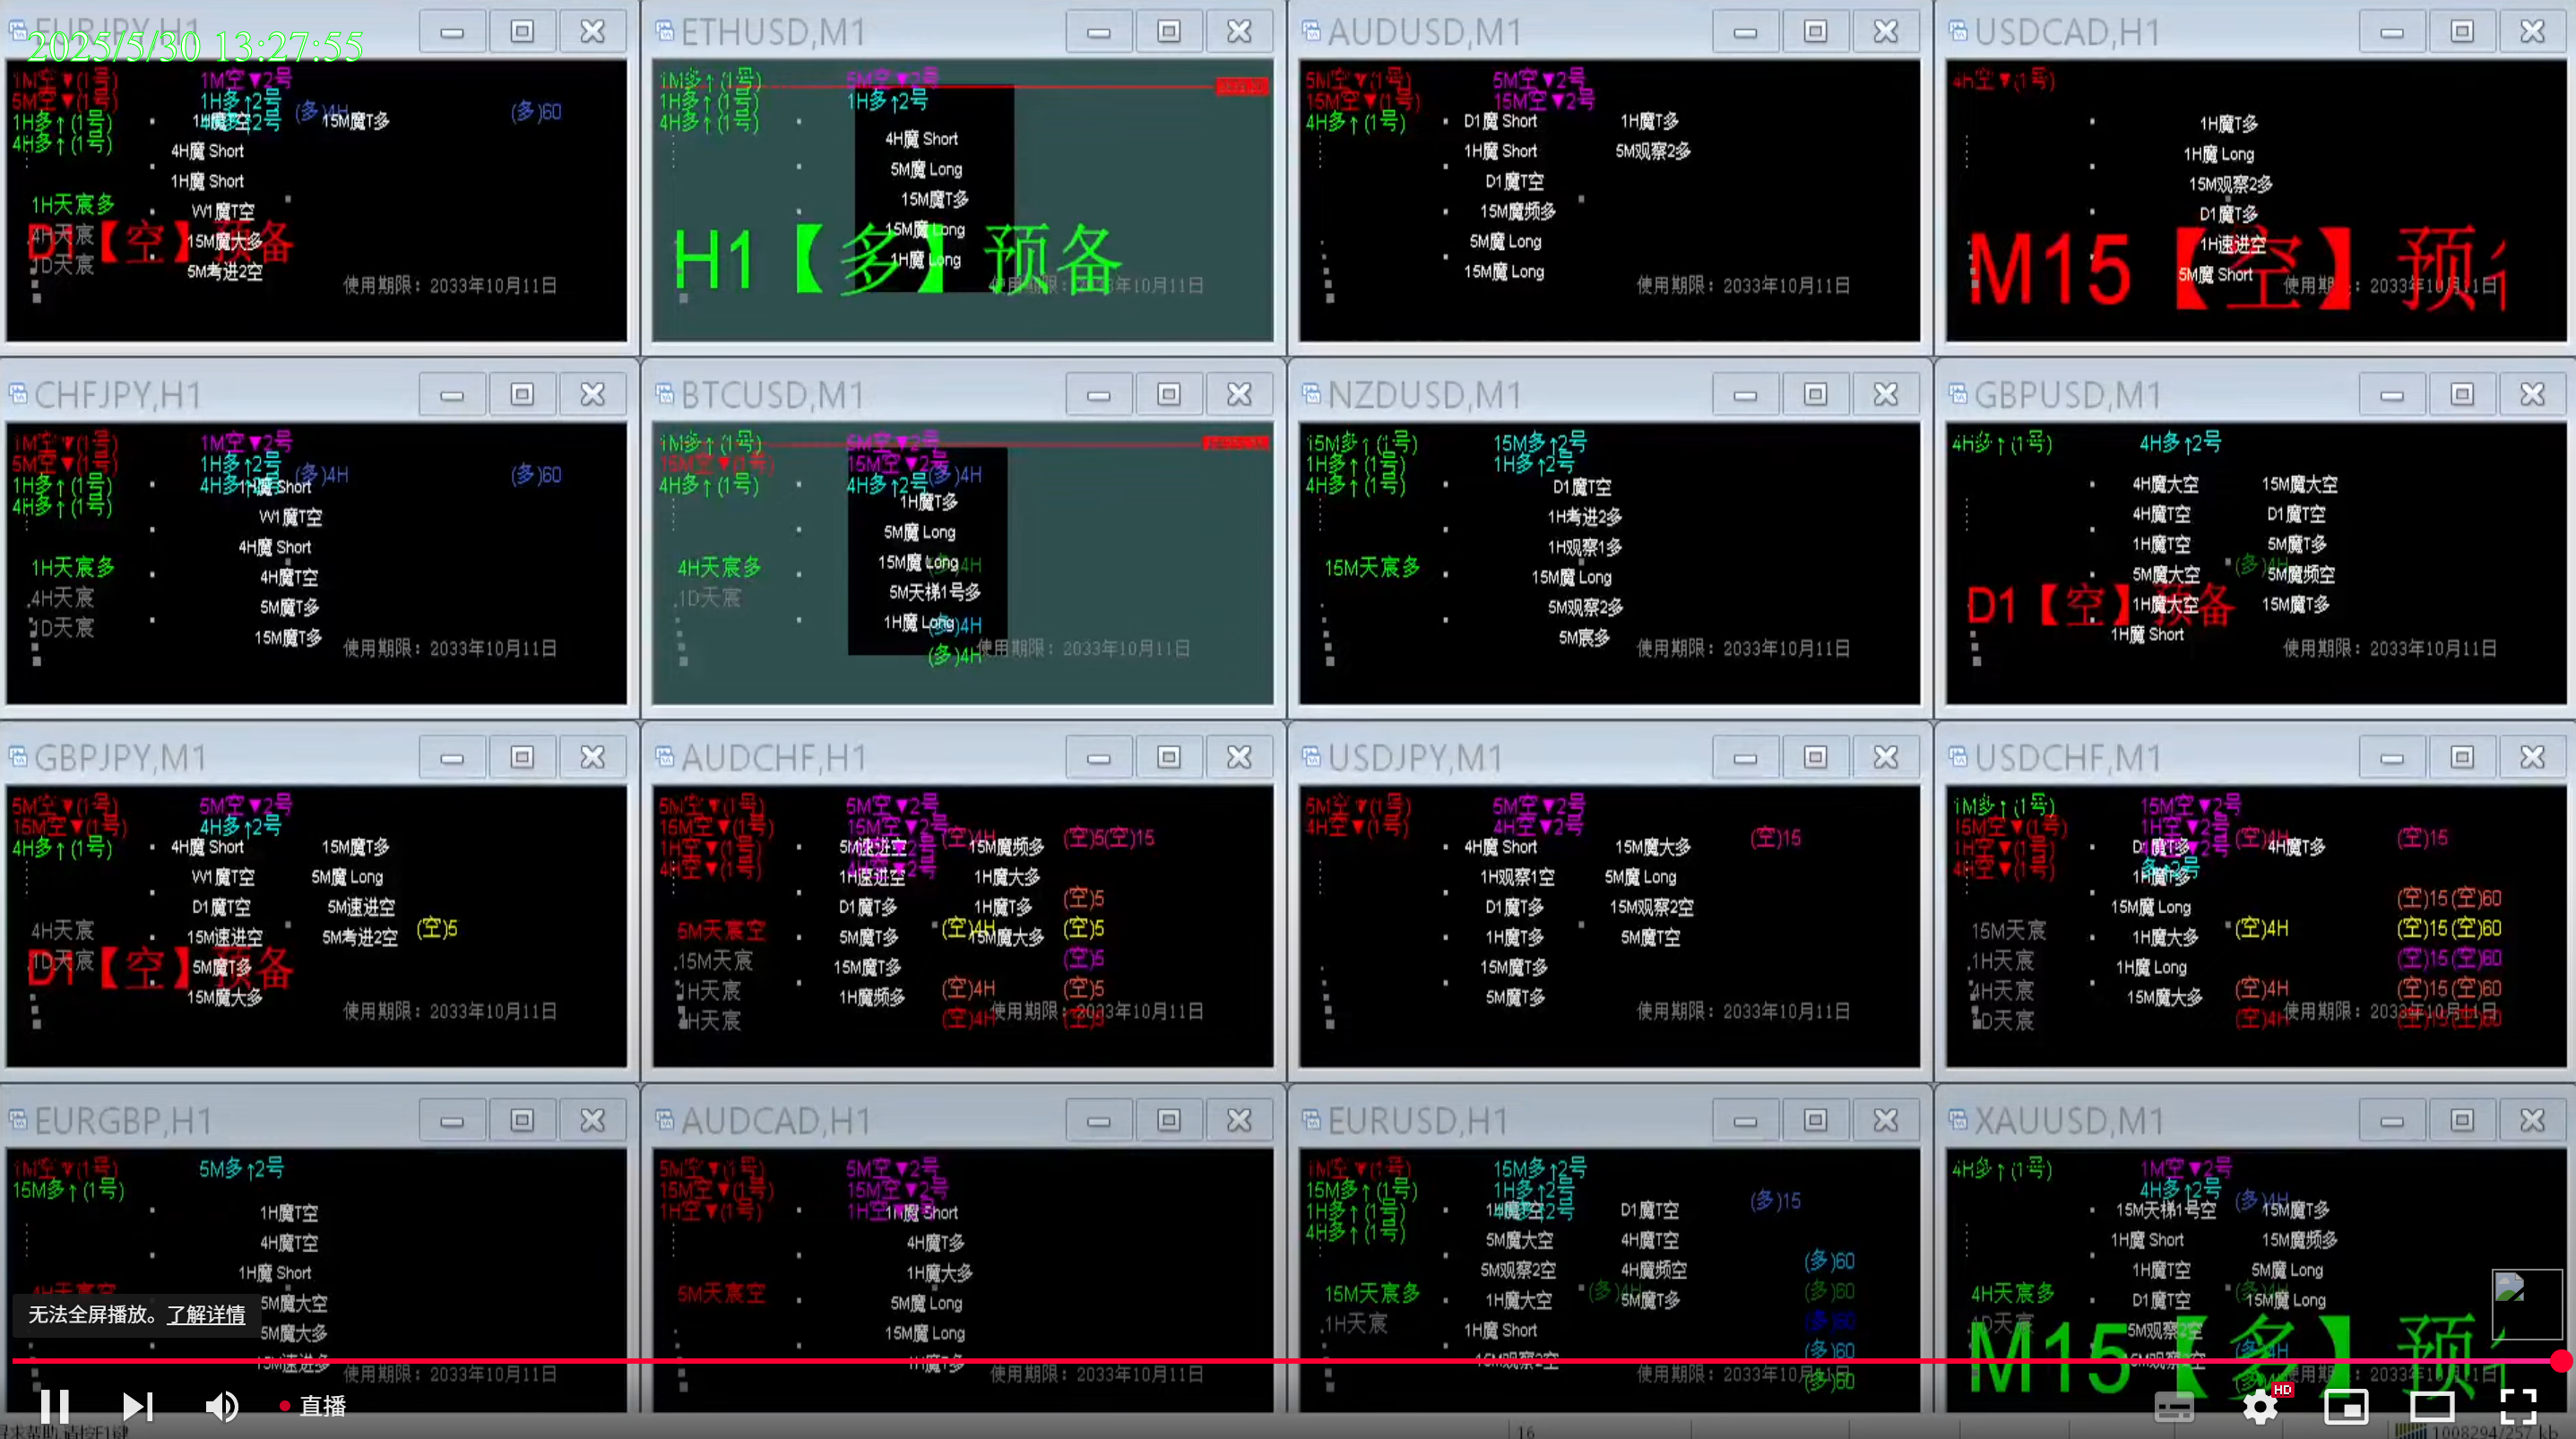 2025/5/30 13:27:55
EURJPY,H1
1M空▼(1号)
1M空▼2号
5M空▼(1号)
1H多↑2号
(多)4H
(多)60
1H多↑(1号)
15M魔T多
4H多↑(1号)
4H魔 Short
1H魔 Short
1H天宸多
W1魔T空
4H天宸
15M魔大多
D1【空】预备
1D天宸
5M考进2空
使用期限：2033年10月11日
ETHUSD,M1
1M多↑(1号)
5M空▼2号
1H多↑(1号)
1H多↑2号
4H多↑(1号)
4H魔 Short
5M魔 Long
15M魔T多
15M魔 Long
H1【多】预备
1H魔 Long
使用期限：2033年10月11日
AUDUSD,M1
5M空▼(1号)
5M空▼2号
15M空▼(1号)
15M空▼2号
4H多↑(1号)
D1魔 Short
1H魔T多
1H魔 Short
5M观察2多
D1魔T空
15M魔频多
5M魔 Long
15M魔 Long
使用期限：2033年10月11日
USDCAD,H1
4H空▼(1号)
1H魔T多
1H魔 Long
15M观察2多
D1魔T多
1H速进空
M15【空】预
5M魔 Short
使用期限：2033年10月11日
CHFJPY,H1
1M空▼(1号)
1M空▼2号
5M空▼(1号)
1H多↑2号
(多)4H
(多)60
1H多↑(1号)
4H多↑2号
1H魔 Short
4H多↑(1号)
W1魔T空
4H魔 Short
1H天宸多
4H魔T空
4H天宸
5M魔T多
1D天宸
15M魔T多
使用期限：2033年10月11日
BTCUSD,M1
1M多↑(1号)
5M空▼2号
15M空▼(1号)
15M空▼2号
(多)4H
4H多↑(1号)
4H多↑2号
1H魔T多
5M魔 Long
15M魔 Long
(多)4H
4H天宸多
5M天梯1号多
1D天宸
1H魔 Long
(多)4H
(多)4H
使用期限：2033年10月11日
NZDUSD,M1
15M多↑(1号)
15M多↑2号
1H多↑(1号)
1H多↑2号
4H多↑(1号)
D1魔T空
1H考进2多
1H观察1多
15M天宸多
15M魔 Long
5M观察2多
5M宸多
使用期限：2033年10月11日
GBPUSD,M1
4H多↑(1号)
4H多↑2号
4H魔大空
15M魔大空
4H魔T空
D1魔T空
1H魔T空
5M魔T多
5M魔大空
(多)4H
5M魔频空
D1【空】预备
1H魔大空
15M魔T多
1H魔 Short
使用期限：2033年10月11日
GBPJPY,M1
5M空▼(1号)
5M空▼2号
15M空▼(1号)
4H多↑2号
4H多↑(1号)
4H魔 Short
15M魔T多
W1魔T空
5M魔 Long
D1魔T空
5M速进空
4H天宸
15M速进空
5M考进2空
(空)5
1D天宸
D1【空】预备
5M魔T多
15M魔大多
使用期限：2033年10月11日
AUDCHF,H1
5M空▼(1号)
5M空▼2号
15M空▼(1号)
15M空▼2号
(空)4H
(空)5(空)15
1H空▼(1号)
5M速进空
15M魔频多
4H空▼(1号)
4H空▼2号
1H速进空
1H魔大多
(空)5
D1魔T多
1H魔T多
5M天宸空
5M魔T多
(空)4H
15M魔大多
(空)5
15M天宸
15M魔T多
(空)5
1H天宸
1H魔频多
(空)4H
(空)5
4H天宸
(空)4H
(空)5
使用期限：2033年10月11日
USDJPY,M1
5M空▼(1号)
5M空▼2号
4H空▼(1号)
4H空▼2号
(空)15
4H魔 Short
15M魔大多
1H观察1空
5M魔 Long
D1魔T多
15M观察2空
1H魔T多
5M魔T空
15M魔T多
5M魔T多
使用期限：2033年10月11日
USDCHF,M1
1M多↑(1号)
15M空▼2号
15M空▼(1号)
1H空▼2号
(空)4H
(空)15
1H空▼(1号)
D1魔T多
4H魔T多
4H空▼(1号)
1H魔T多
(空)15(空)60
15M魔 Long
15M天宸
1H魔大多
(空)4H
(空)15(空)60
1H天宸
1H魔 Long
(空)15(空)60
4H天宸
15M魔大多
(空)4H
(空)15(空)60
1D天宸
(空)4H
(空)15(空)60
使用期限：2033年10月11日
EURGBP,H1
1M空▼(1号)
5M多↑2号
15M多↑(1号)
1H魔T空
4H魔T空
1H魔 Short
4H天宸空
5M魔大空
5M魔大多
15M速进多
使用期限：2033年10月11日
AUDCAD,H1
5M空▼(1号)
5M空▼2号
15M空▼(1号)
15M空▼2号
1H空▼(1号)
1H空▼
1H魔 Short
4H魔T多
1H魔大多
5M天宸空
5M魔 Long
15M魔 Long
1H魔T多
使用期限：2033年10月11日
EURUSD,H1
1M空▼(1号)
15M多↑2号
15M多↑(1号)
1H多↑2号
(多)15
1H多↑(1号)
D1魔T空
4H多↑(1号)
5M魔大空
4H魔T空
5M观察2空
4H魔频空
(多)60
15M天宸多
1H魔大空
(多)4H
5M魔T多
(多)60
1H天宸
1H魔 Short
(多)60
15M观察2空
(多)60
(多)60
使用期限：2033年10月11日
XAUUSD,M1
4H多↑(1号)
1M空▼2号
4H多↑2号
(多)4H
15M天梯1号空
15M魔T多
1H魔 Short
15M魔频多
1H魔T空
5M魔 Long
4H天宸多
D1魔T空
(多)4H
15M魔 Long
1D天宸
5M观察2空
M15【多】预
15M观察2空
(多)4H
使用期限：2033年10月11日
无法全屏播放。了解详情
直播
HD
16
1008294/257 kb